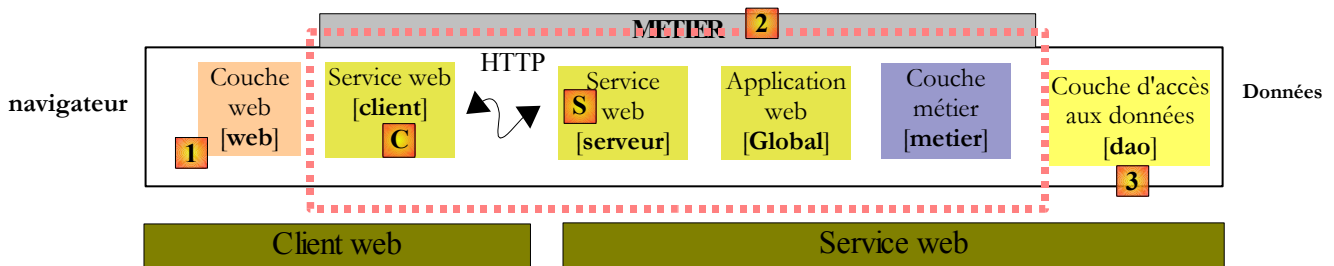 METIER
2
navigateur
Couche
web
[web]
1
Service web
[client]
C
HTTP
S
Service
web
[serveur]
Application
web
[Global]
Couche
métier
[metier]
Couche d'accès
aux données
[dao]
3
Données
Client web
Service web